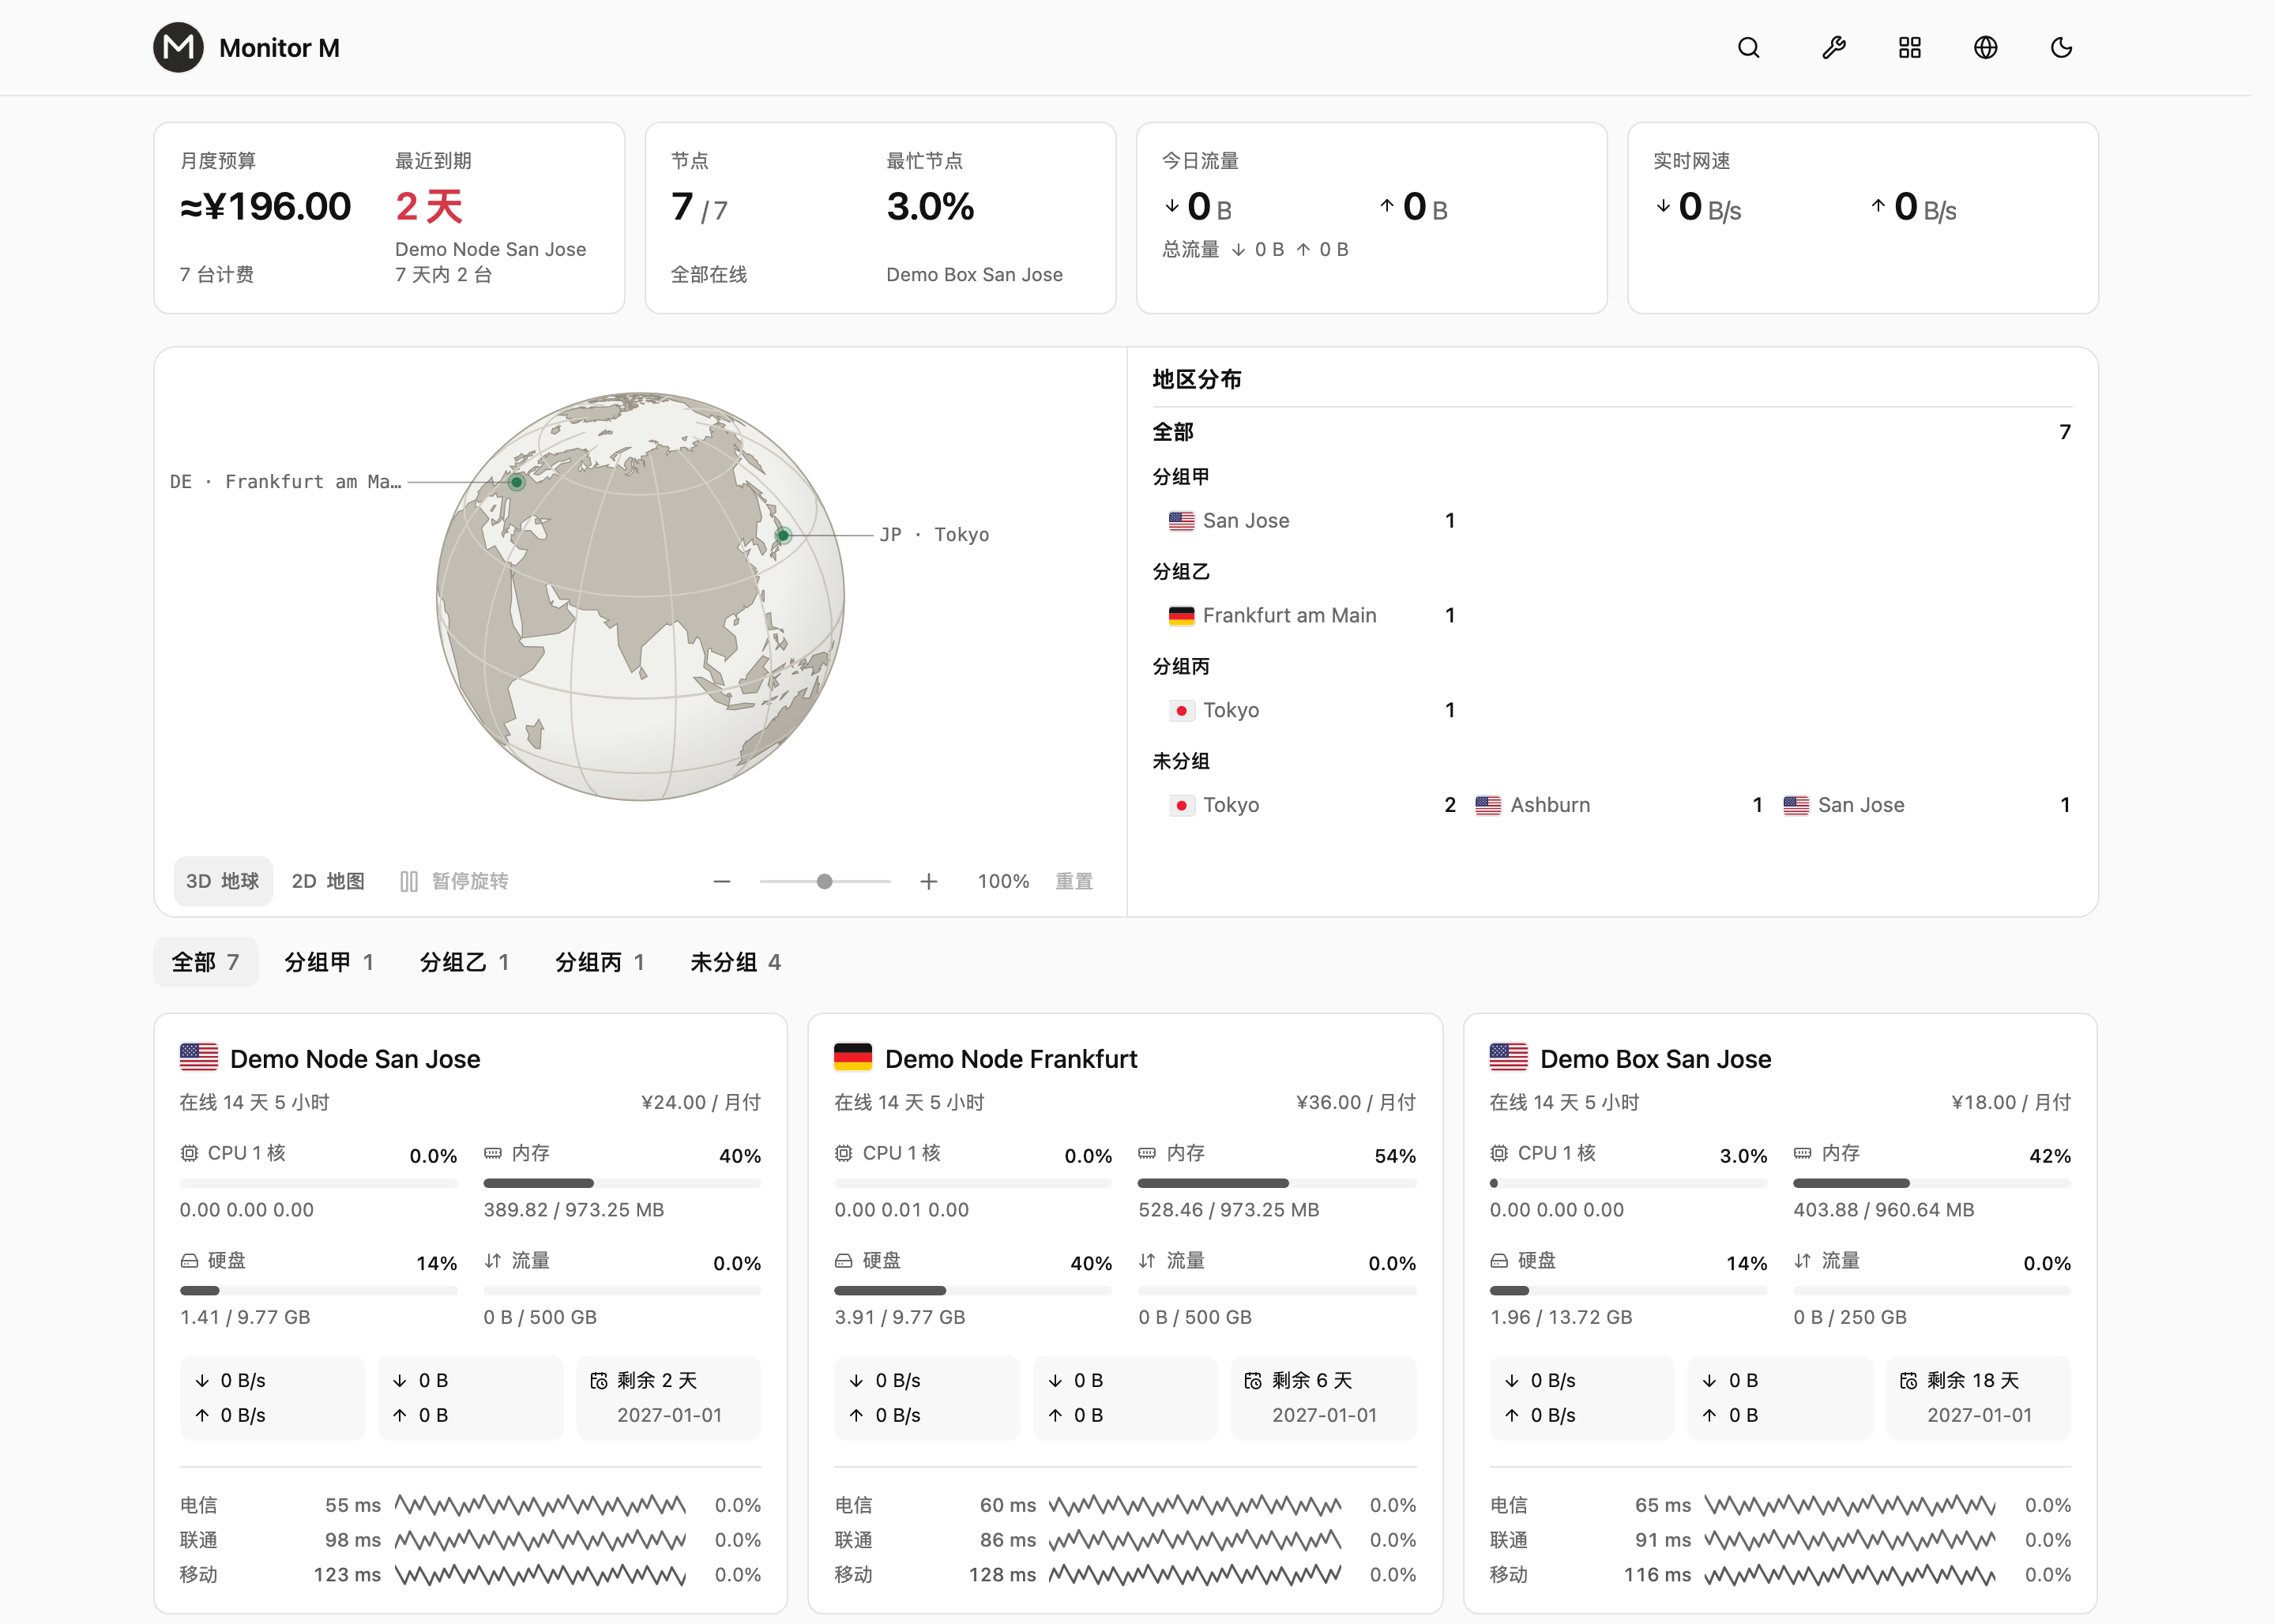 Monitor M
月度预算 最近到期
≈¥196.00 2 天
Demo Node San Jose
7 台计费 7 天内 2 台
节点 最忙节点
7 / 7 3.0%
全部在线 Demo Box San Jose
今日流量
↓ 0 B ↑ 0 B
总流量 ↓ 0 B ↑ 0 B
实时网速
↓ 0 B/s ↑ 0 B/s
DE · Frankfurt am Ma…
JP · Tokyo
3D 地球 2D 地图 暂停旋转 − + 100% 重置
地区分布
全部 7
分组甲
San Jose 1
分组乙
Frankfurt am Main 1
分组丙
Tokyo 1
未分组
Tokyo 2 Ashburn 1 San Jose 1
全部 7 分组甲 1 分组乙 1 分组丙 1 未分组 4
Demo Node San Jose
在线 14 天 5 小时 ¥24.00 / 月付
CPU 1 核 0.0% 内存 40%
0.00 0.00 0.00 389.82 / 973.25 MB
硬盘 14% 流量 0.0%
1.41 / 9.77 GB 0 B / 500 GB
↓ 0 B/s ↓ 0 B 剩余 2 天
↑ 0 B/s ↑ 0 B 2027-01-01
电信 55 ms 0.0%
联通 98 ms 0.0%
移动 123 ms 0.0%
Demo Node Frankfurt
在线 14 天 5 小时 ¥36.00 / 月付
CPU 1 核 0.0% 内存 54%
0.00 0.01 0.00 528.46 / 973.25 MB
硬盘 40% 流量 0.0%
3.91 / 9.77 GB 0 B / 500 GB
↓ 0 B/s ↓ 0 B 剩余 6 天
↑ 0 B/s ↑ 0 B 2027-01-01
电信 60 ms 0.0%
联通 86 ms 0.0%
移动 128 ms 0.0%
Demo Box San Jose
在线 14 天 5 小时 ¥18.00 / 月付
CPU 1 核 3.0% 内存 42%
0.00 0.00 0.00 403.88 / 960.64 MB
硬盘 14% 流量 0.0%
1.96 / 13.72 GB 0 B / 250 GB
↓ 0 B/s ↓ 0 B 剩余 18 天
↑ 0 B/s ↑ 0 B 2027-01-01
电信 65 ms 0.0%
联通 91 ms 0.0%
移动 116 ms 0.0%